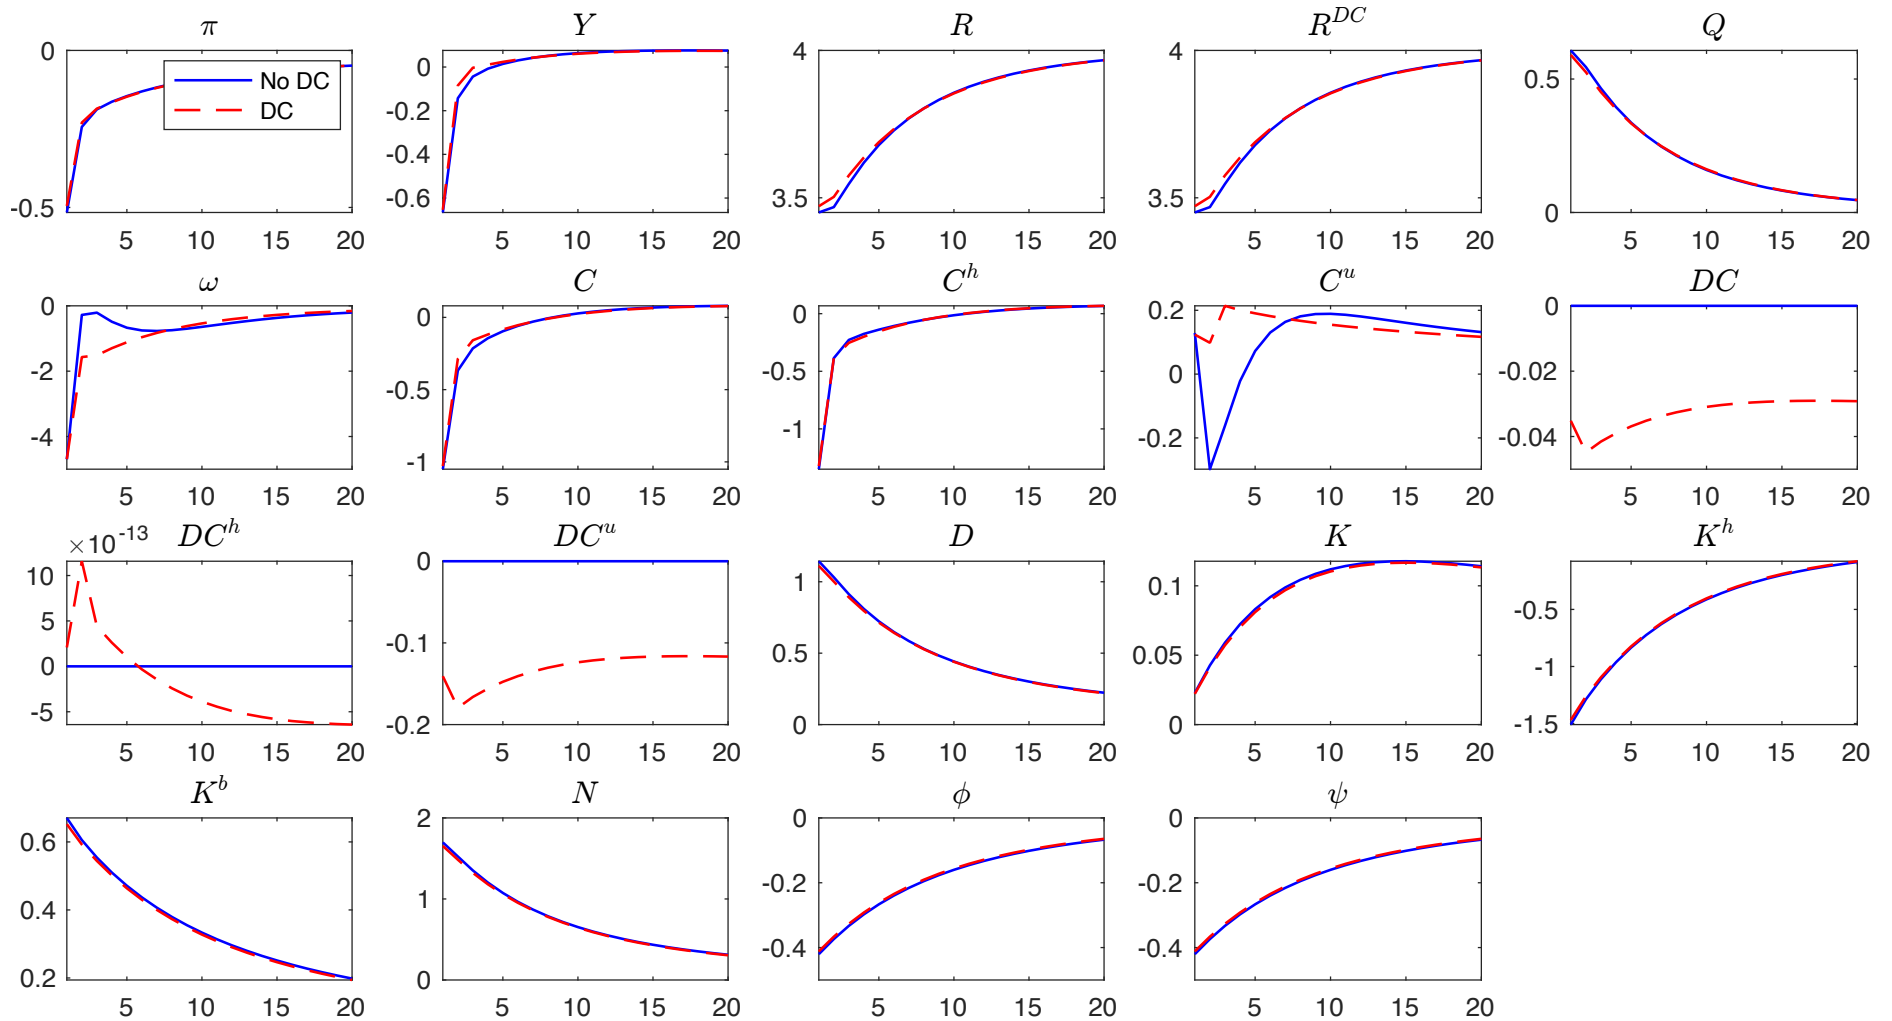 π Y R R^{DC} Q
0 0 4 4 0.5
No DC
DC
-0.2
-0.4
-0.5 -0.6 3.5 3.5 0
5 10 15 20 5 10 15 20 5 10 15 20 5 10 15 20 5 10 15 20
ω C C^h C^u DC
0 0 0 0.2 0
-2 -0.5 -0.5 0 -0.02
-4 -1 -1 -0.2 -0.04
5 10 15 20 5 10 15 20 5 10 15 20 5 10 15 20 5 10 15 20
×10^{-13} DC^h DC^u D K K^h
10 0 1 0.1 -0.5
5 -0.1 0.5 0.05 -1
0
-5 -0.2 0 0 -1.5
5 10 15 20 5 10 15 20 5 10 15 20 5 10 15 20 5 10 15 20
K^b N ϕ ψ
0.6 2 0 0
0.4 1 -0.2 -0.2
0.2 0 -0.4 -0.4
5 10 15 20 5 10 15 20 5 10 15 20 5 10 15 20